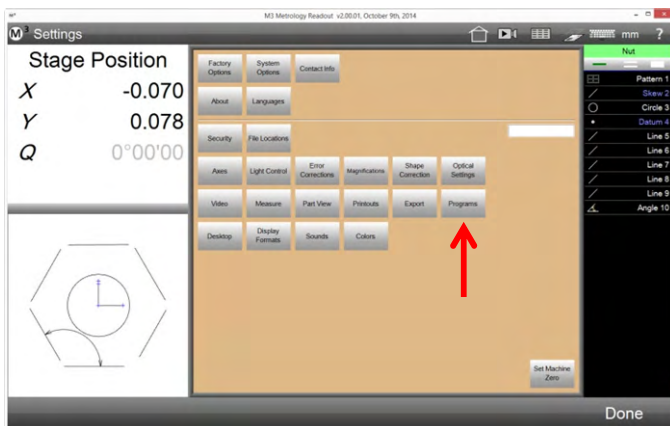 M3 Metrology Readout v2.00.01, October 9th, 2014
M³ Settings
mm ?
Stage Position
X -0.070
Y 0.078
Q 0°00'00
Factory Options
System Options
Contact Info
About
Languages
Security
File Locations
Axes
Light Control
Error Corrections
Magnifications
Shape Correction
Optical Settings
Video
Measure
Part View
Printouts
Export
Programs
Desktop
Display Formats
Sounds
Colors
Set Machine Zero
Nut
Pattern 1
Skew 2
Circle 3
Datum 4
Line 5
Line 6
Line 7
Line 8
Line 9
Angle 10
Done